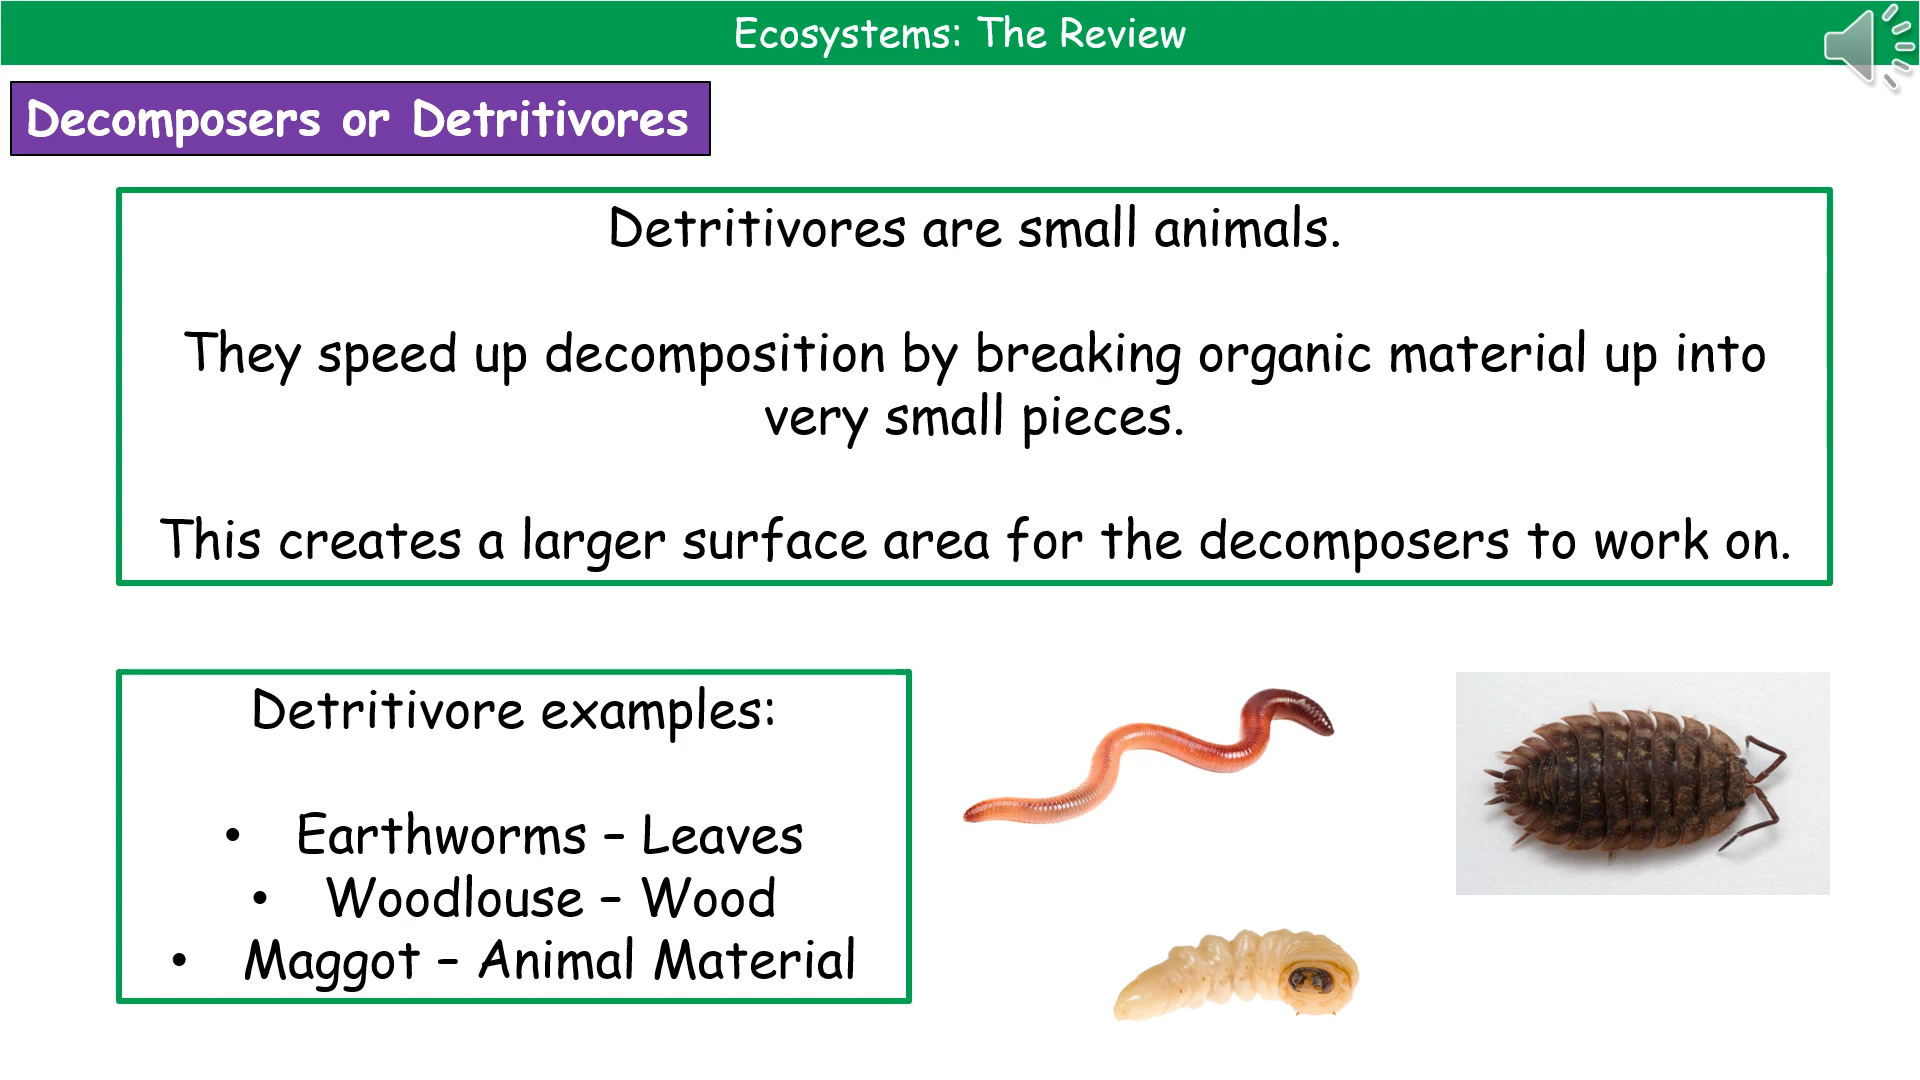 Ecosystems: The Review
Decomposers or Detritivores
Detritivores are small animals.
They speed up decomposition by breaking organic material up into
very small pieces.
This creates a larger surface area for the decomposers to work on.
Detritivore examples:
• Earthworms – Leaves
• Woodlouse – Wood
• Maggot – Animal Material